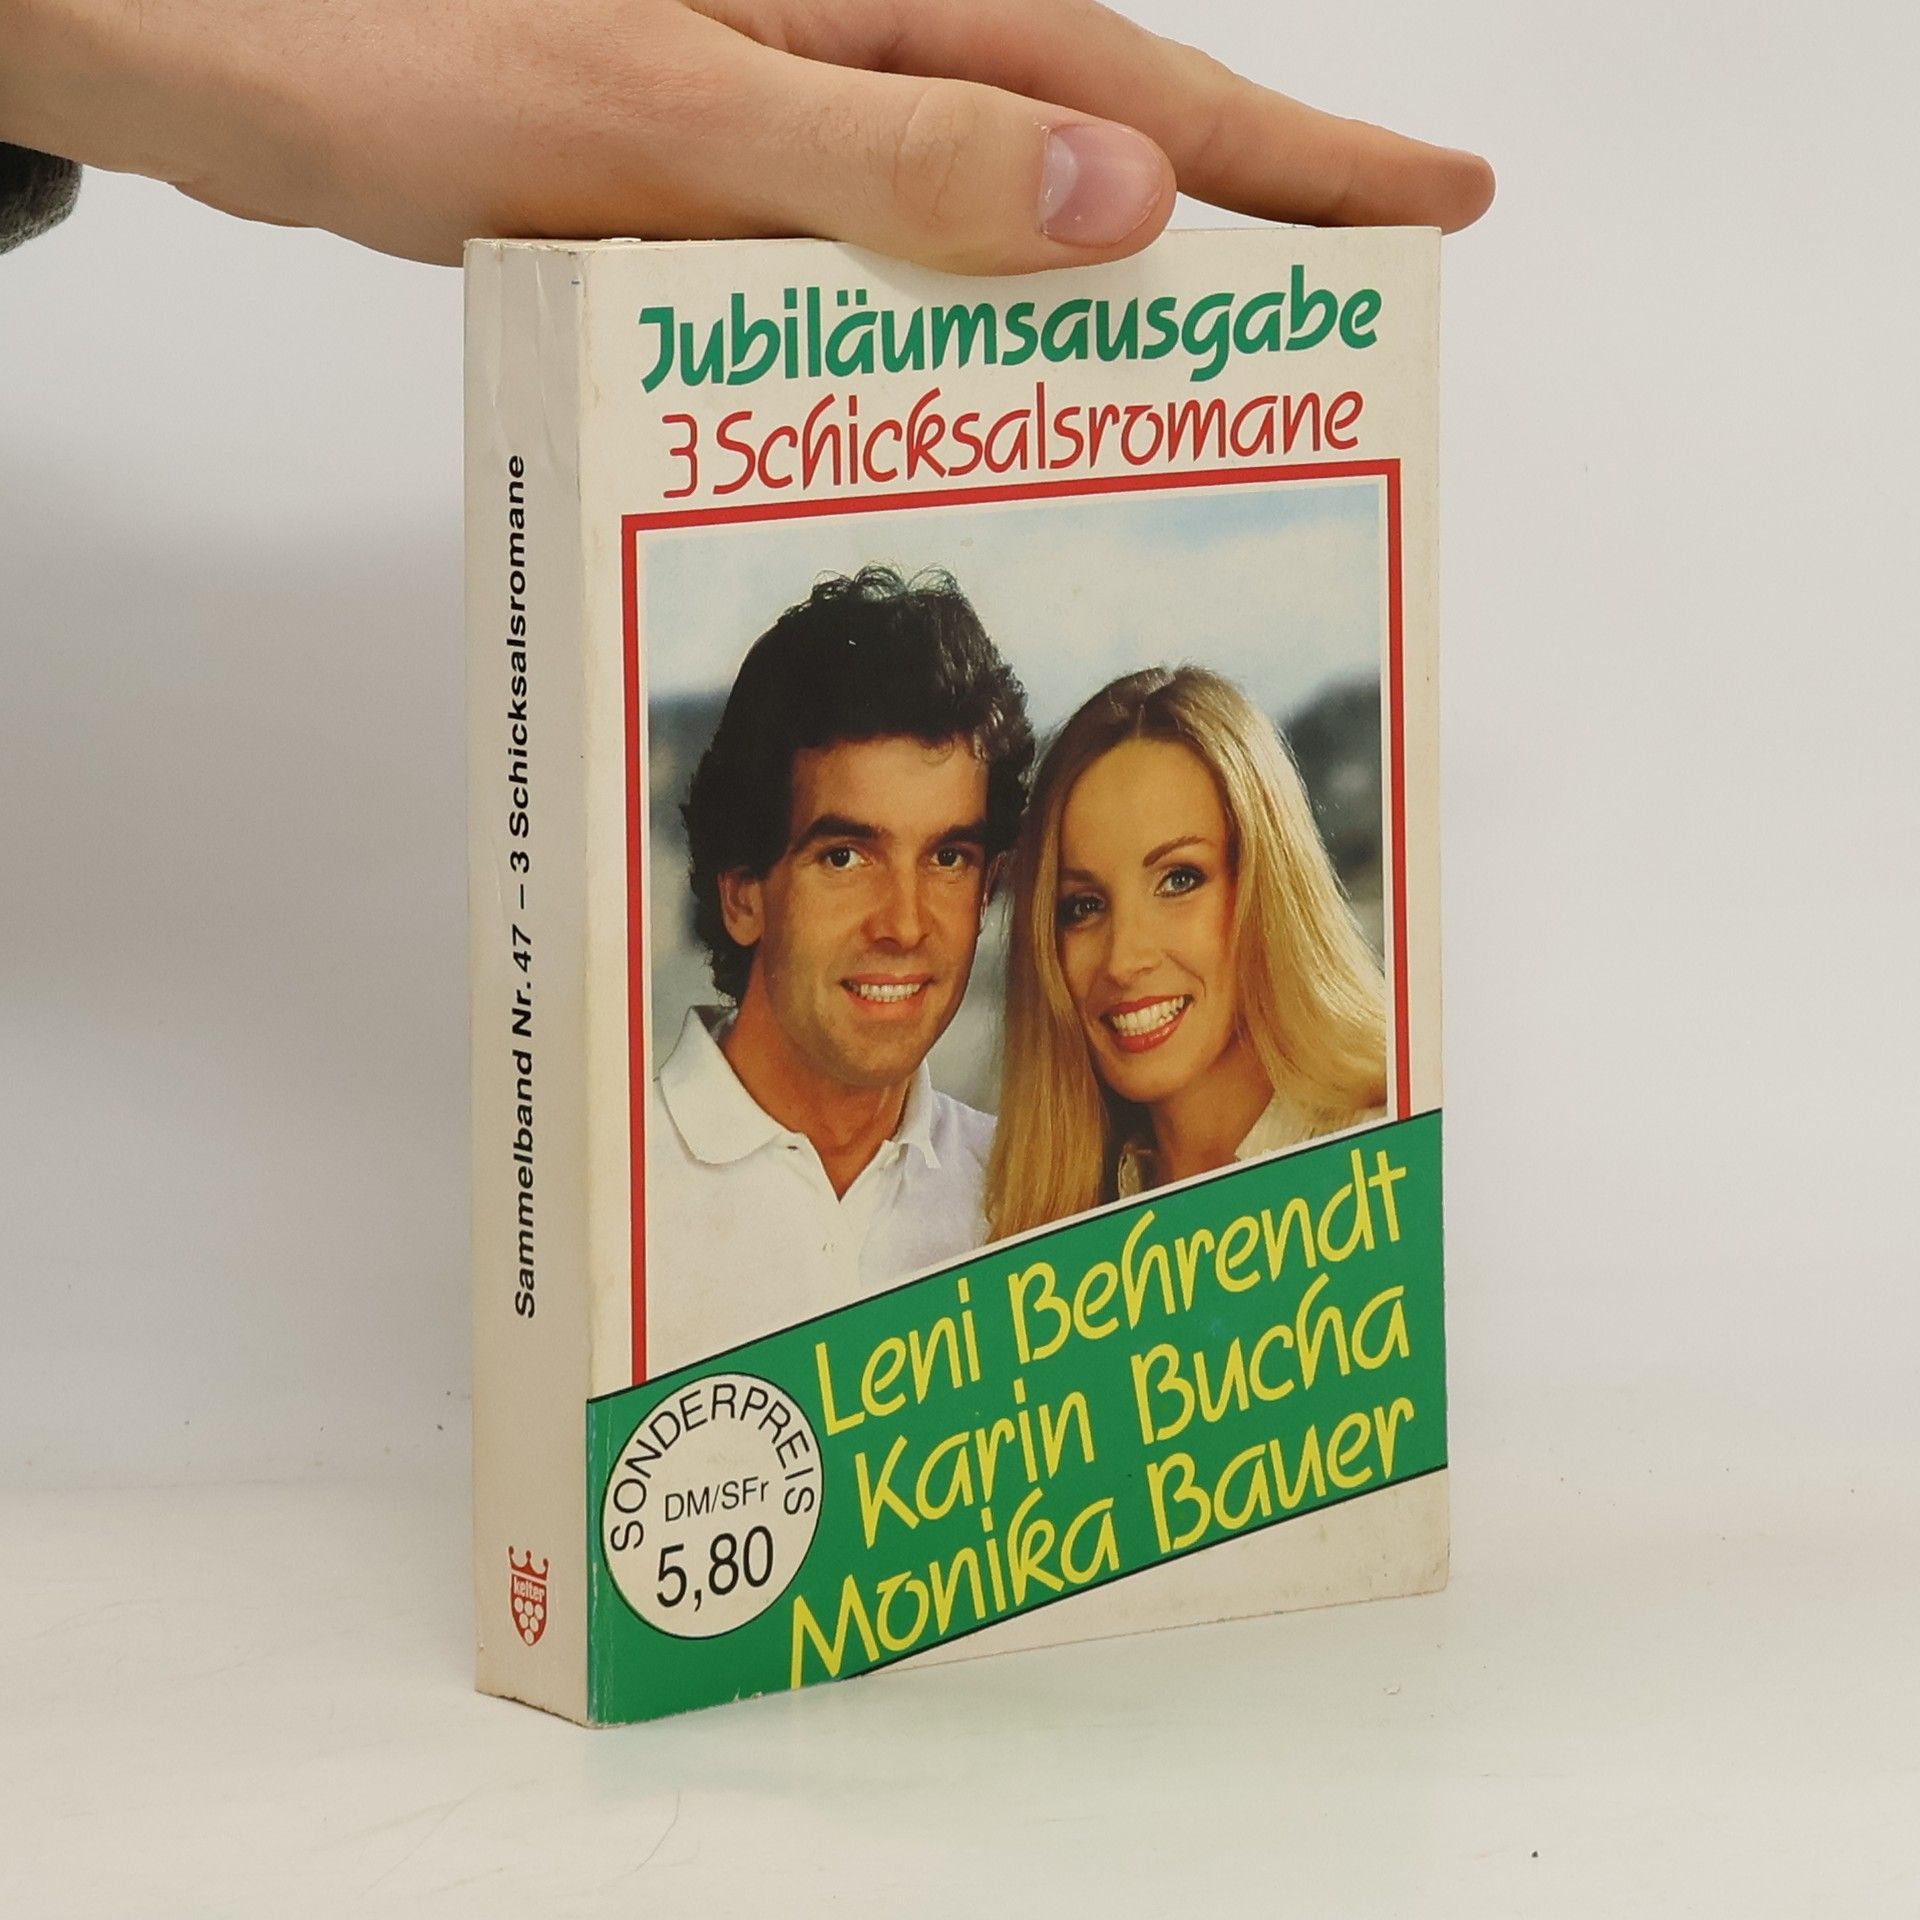 Jubiläumsausgabe
3 Schicksalsromane
Leni Behrendt
Karin Bucha
Monika Bauer
SONDERPREIS
DM/SFr
5,80
Sammelband Nr. 47 – 3 Schicksalsromane
kelter